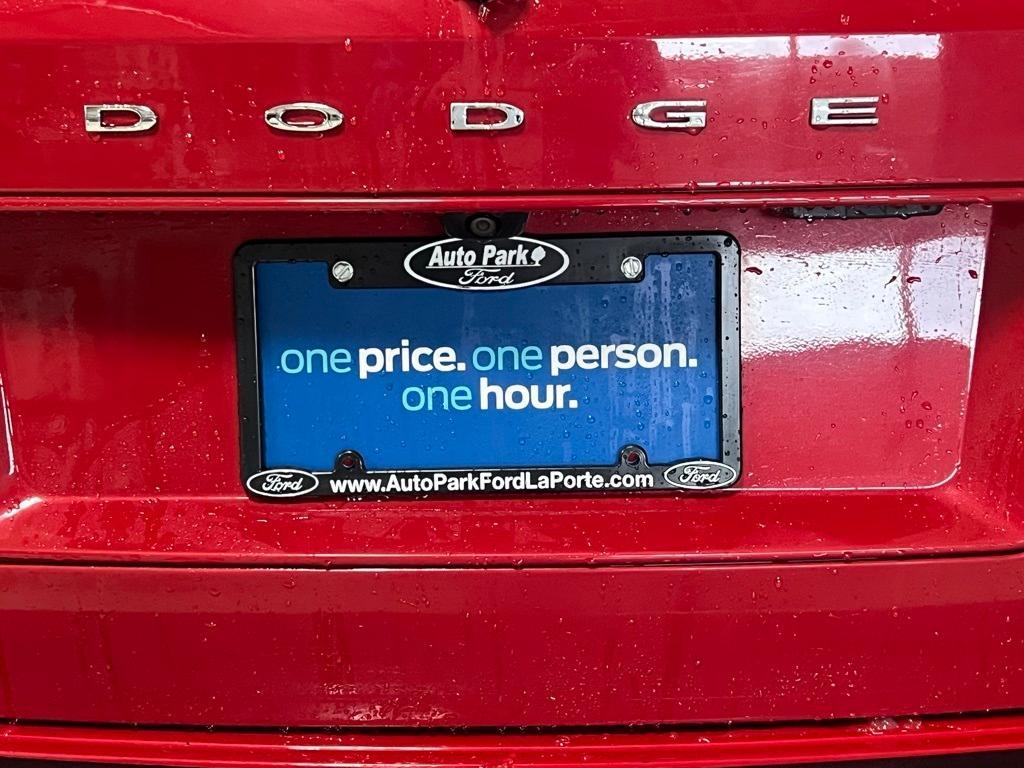 DODGE
Auto Park
Ford
one price. one person.
one hour.
Ford www.AutoParkFordLaPorte.com Ford